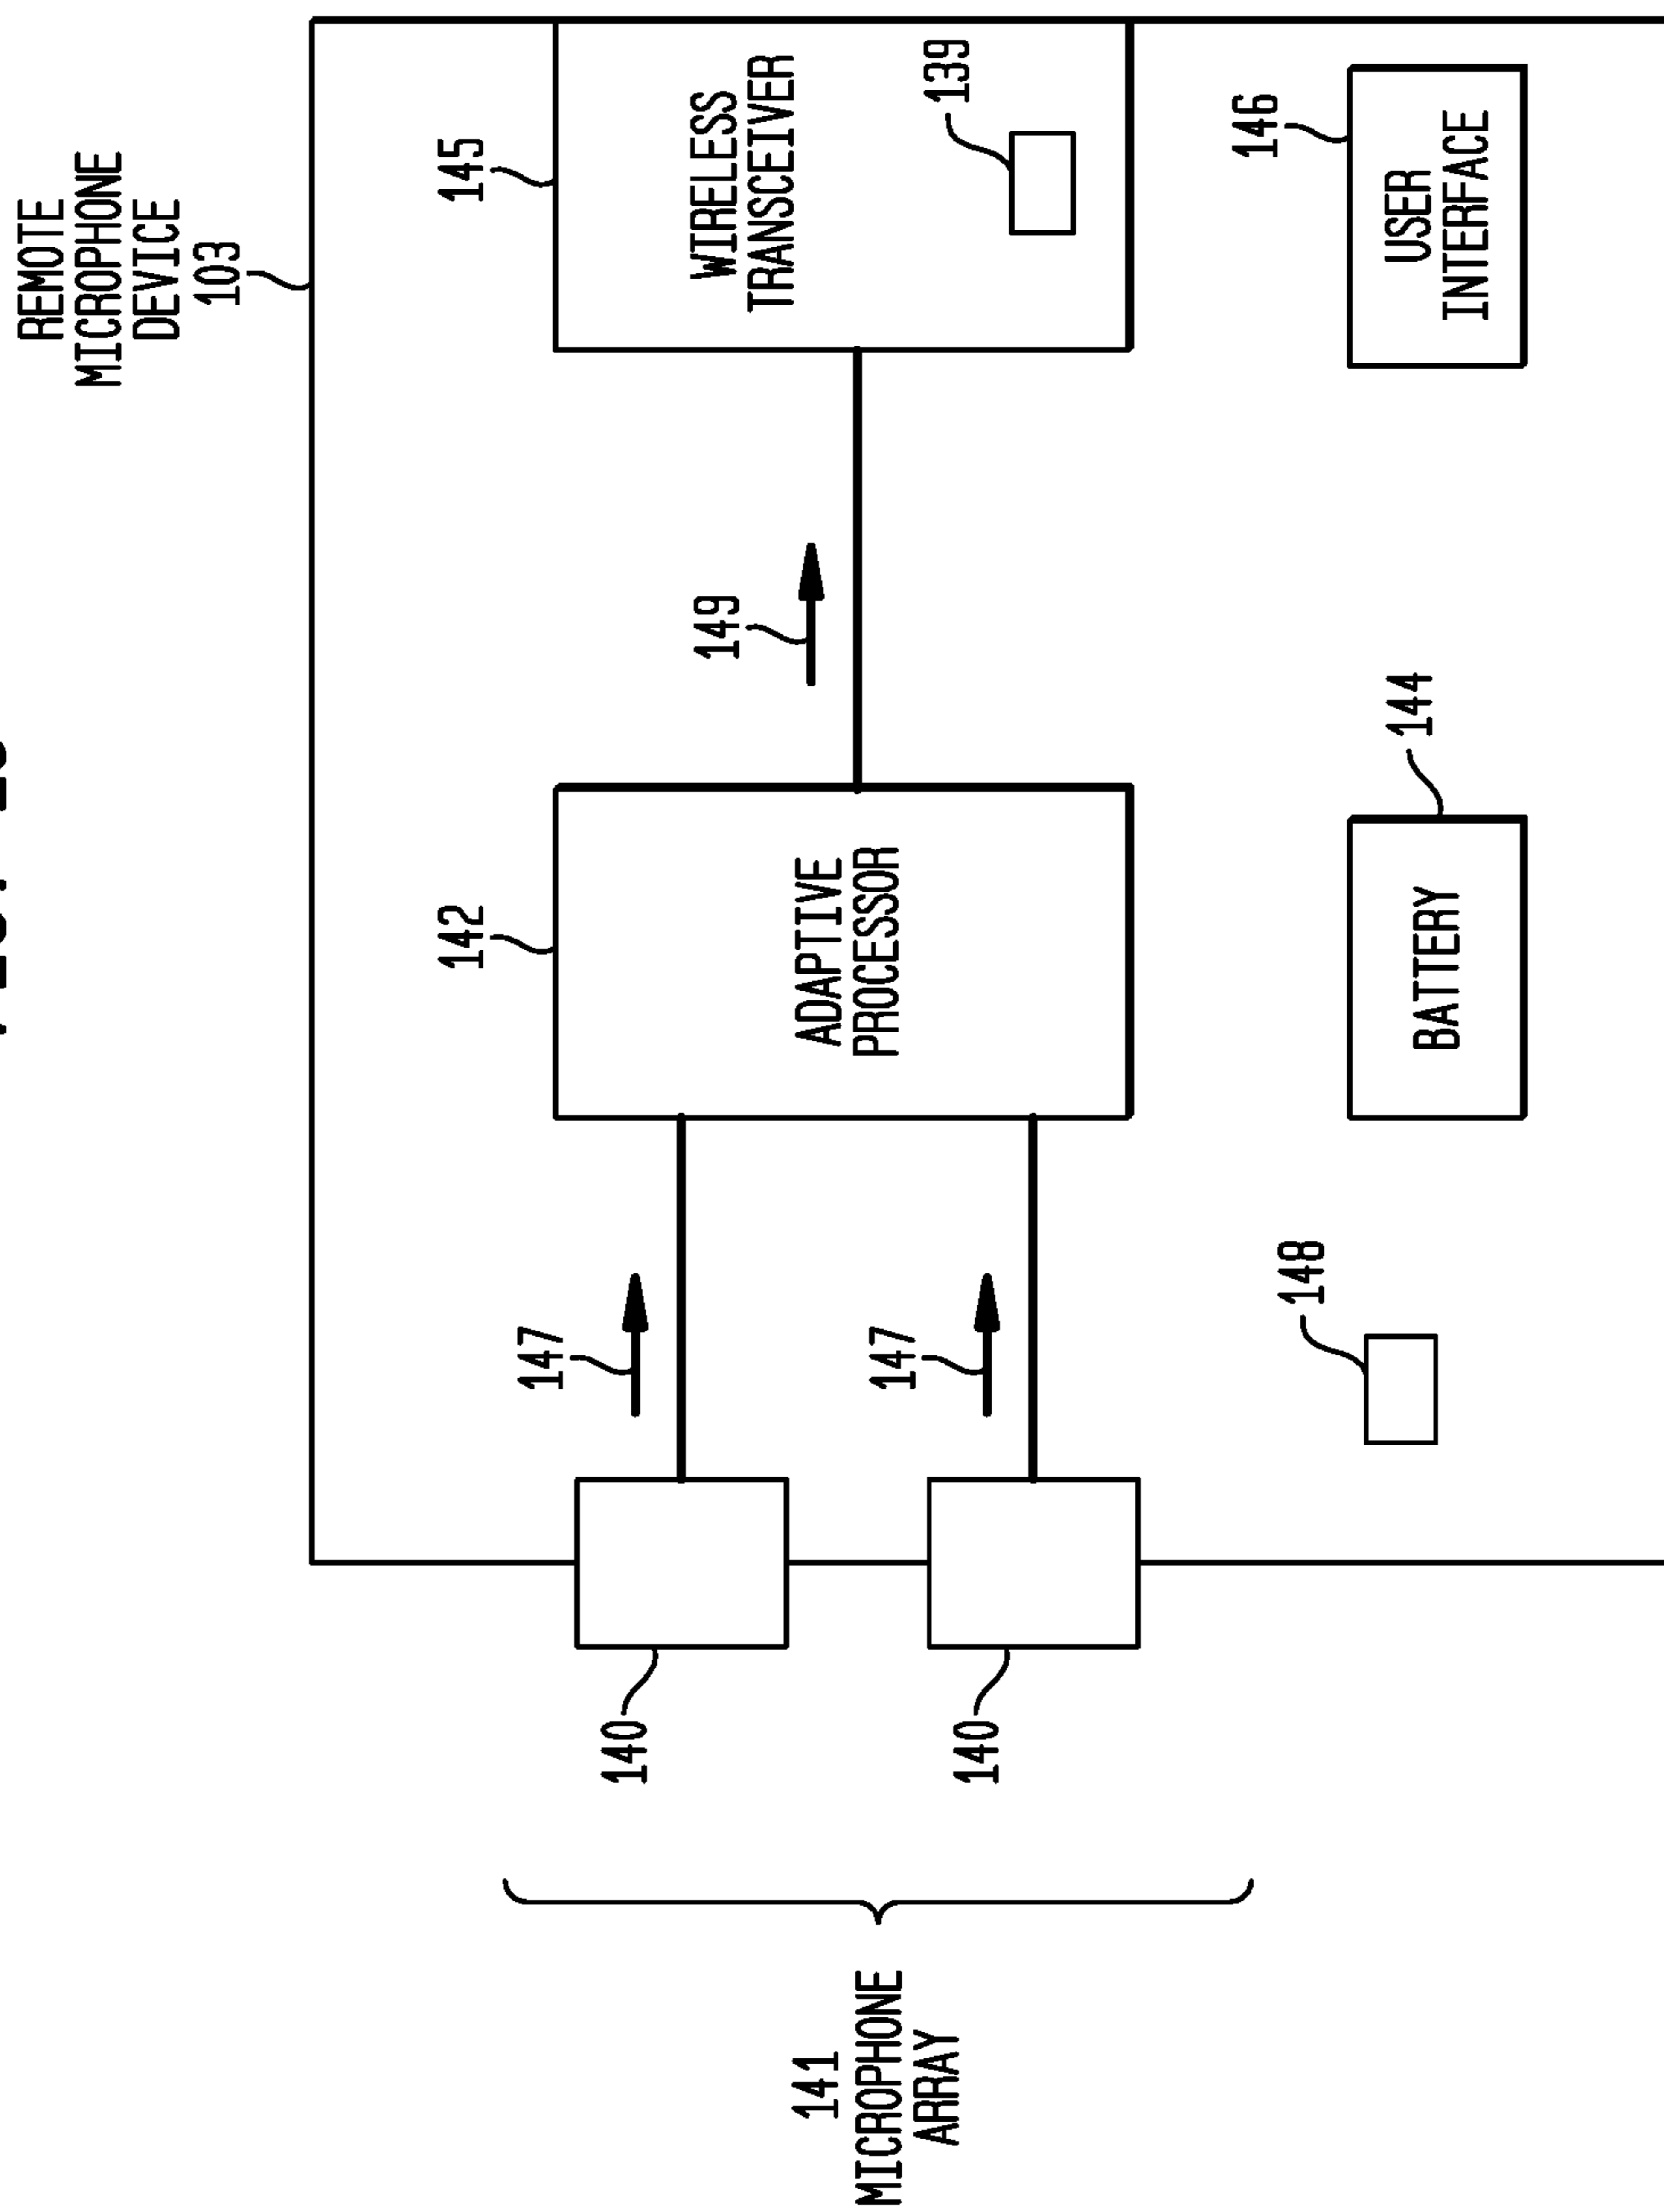 REMOTE
MICROPHONE
DEVICE
103
145
WIRELESS
TRANSCEIVER
139
146
USER
INTERFACE
149
142
ADAPTIVE
PROCESSOR
144
BATTERY
147
147
148
140
140
141
MICROPHONE
ARRAY